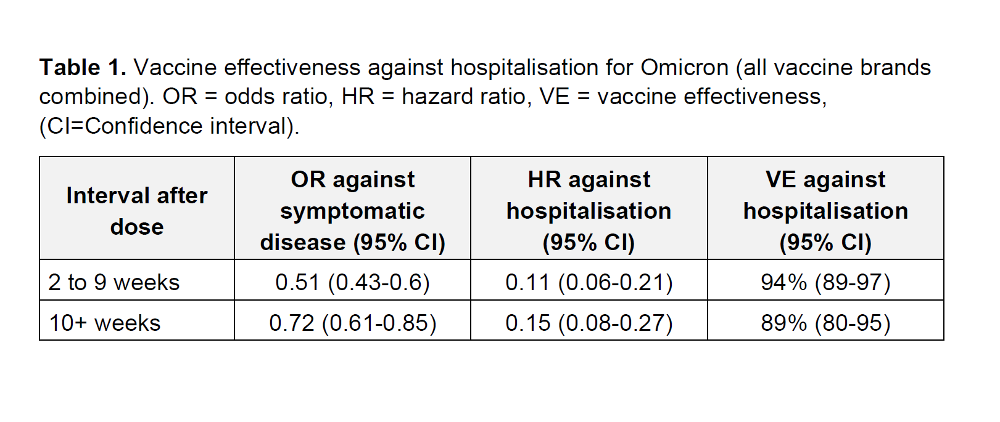 Table 1. Vaccine effectiveness against hospitalisation for Omicron (all vaccine brands
combined). OR = odds ratio, HR = hazard ratio, VE = vaccine effectiveness,
(CI=Confidence interval).
Interval after
dose
OR against
symptomatic
disease (95% CI)
HR against
hospitalisation
(95% CI)
VE against
hospitalisation
(95% CI)
2 to 9 weeks
0.51 (0.43-0.6)
0.11 (0.06-0.21)
94% (89-97)
10+ weeks
0.72 (0.61-0.85)
0.15 (0.08-0.27)
89% (80-95)